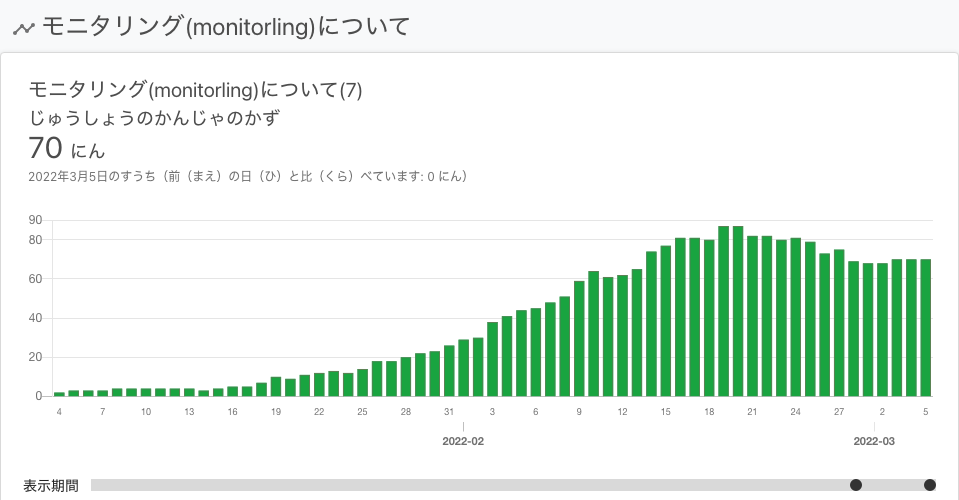 モニタリング(monitorling)について
モニタリング(monitorling)について(7)
じゅうしょうのかんじゃのかず
70 にん
2022年3月5日のすうち（前（まえ）の日（ひ）と比（くら）べています: 0 にん）
90
80
60
40
20
0
4 7 10 13 16 19 22 25 28 31 3 6 9 12 15 18 21 24 27 2 5
2022-02 2022-03
表示期間